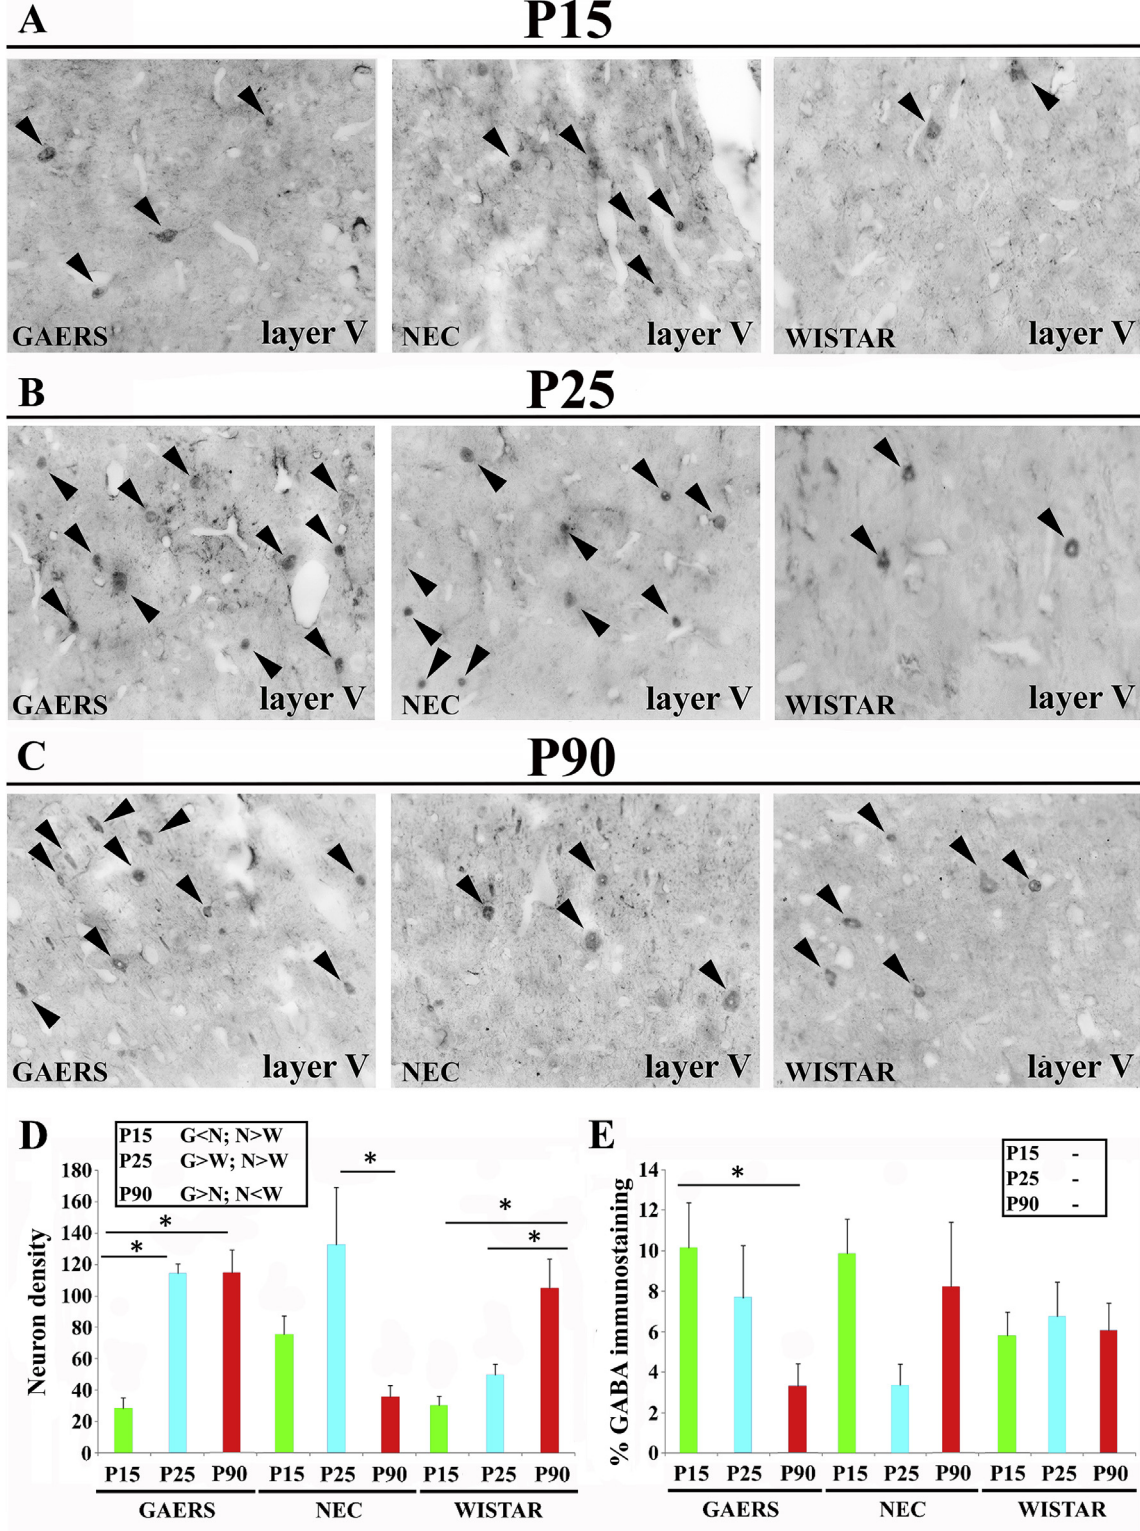 A
P15
GAERS layer V
NEC layer V
WISTAR layer V
B
P25
GAERS layer V
NEC layer V
WISTAR layer V
C
P90
GAERS layer V
NEC layer V
WISTAR layer V
D
P15 G<N; N>W
P25 G>W; N>W
P90 G>N; N<W
Neuron density
180
160
140
120
100
80
60
40
20
0
*
*
*
*
*
P15 P25 P90 P15 P25 P90 P15 P25 P90
GAERS NEC WISTAR
E
P15 -
P25 -
P90 -
% GABA immunostaining
14
12
10
8
6
4
2
0
*
P15 P25 P90 P15 P25 P90 P15 P25 P90
GAERS NEC WISTAR